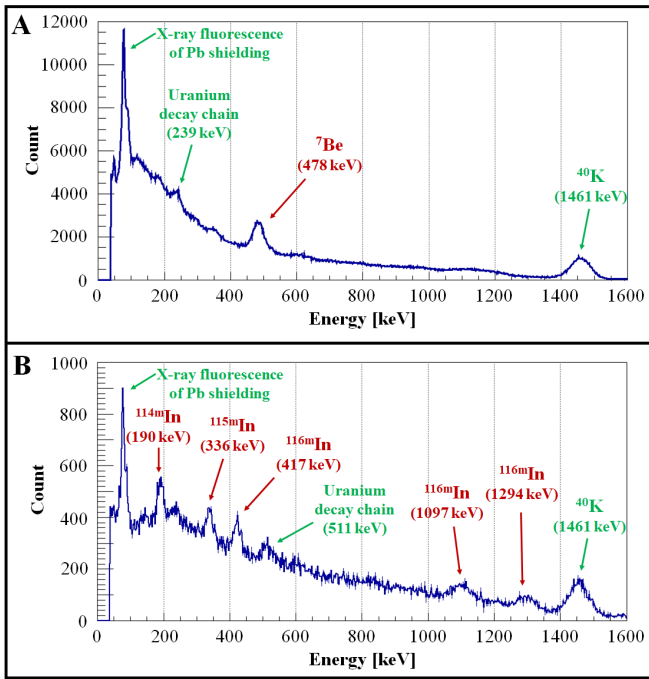 A
12000
X-ray fluorescence
of Pb shielding
10000
Uranium
decay chain
(239 keV)
8000
⁷Be
(478 keV)
6000
⁴⁰K
(1461 keV)
4000
2000
0
Count
0 200 400 600 800 1000 1200 1400 1600
Energy [keV]
B
1000
X-ray fluorescence
of Pb shielding
800
¹¹⁴ᵐIn
(190 keV)
¹¹⁵ᵐIn
(336 keV)
¹¹⁶ᵐIn
(417 keV)
600
Uranium
decay chain
(511 keV)
¹¹⁶ᵐIn
(1097 keV)
¹¹⁶ᵐIn
(1294 keV)
⁴⁰K
(1461 keV)
400
200
0
Count
0 200 400 600 800 1000 1200 1400 1600
Energy [keV]